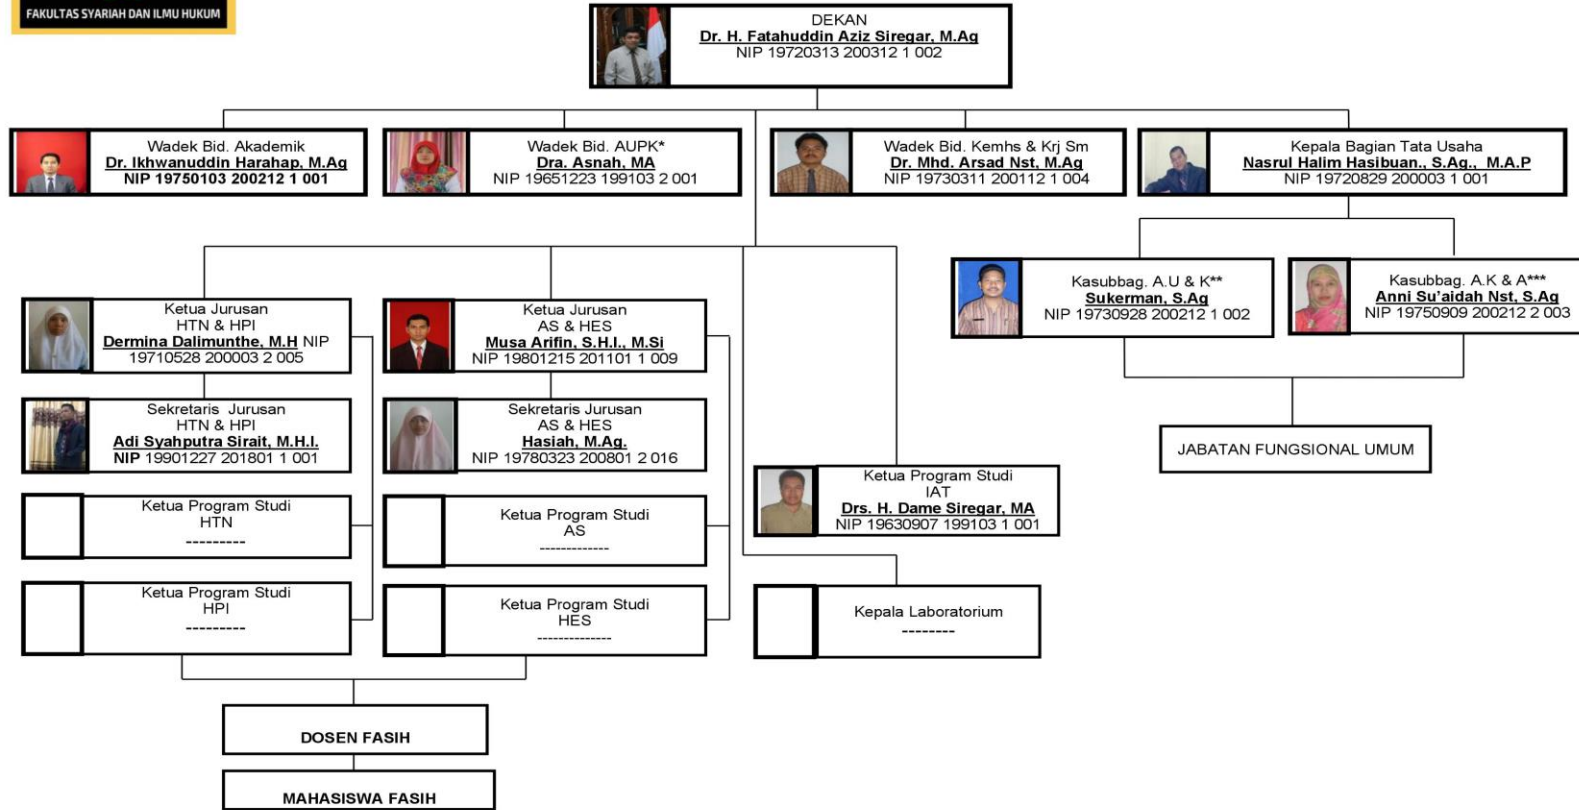 FAKULTAS SYARIAH DAN ILMU HUKUM
DEKAN
Dr. H. Fatahuddin Aziz Siregar, M.Ag
NIP 19720313 200312 1 002
Wadek Bid. Akademik
Dr. Ikhwanuddin Harahap, M.Ag
NIP 19750103 200212 1 001
Wadek Bid. AUPK*
Dra. Asnah, MA
NIP 19651223 199103 2 001
Wadek Bid. Kemhs & Krj Sm
Dr. Mhd. Arsad Nst, M.Ag
NIP 19730311 200112 1 004
Kepala Bagian Tata Usaha
Nasrul Halim Hasibuan., S.Ag., M.A.P
NIP 19720829 200003 1 001
Kasubbag. A.U & K**
Sukerman, S.Ag
NIP 19730928 200212 1 002
Kasubbag. A.K & A***
Anni Su'aidah Nst, S.Ag
NIP 19750909 200212 2 003
Ketua Jurusan
HTN & HPI
Dermina Dalimunthe, M.H NIP
19710528 200003 2 005
Ketua Jurusan
AS & HES
Musa Arifin, S.H.I., M.Si
NIP 19801215 201101 1 009
Sekretaris Jurusan
HTN & HPI
Adi Syahputra Sirait, M.H.I.
NIP 19901227 201801 1 001
Sekretaris Jurusan
AS & HES
Hasiah, M.Ag.
NIP 19780323 200801 2 016
JABATAN FUNGSIONAL UMUM
Ketua Program Studi
IAT
Drs. H. Dame Siregar, MA
NIP 19630907 199103 1 001
Ketua Program Studi
HTN
---------
Ketua Program Studi
AS
-------------
Ketua Program Studi
HPI
---------
Ketua Program Studi
HES
--------------
Kepala Laboratorium
--------
DOSEN FASIH
MAHASISWA FASIH